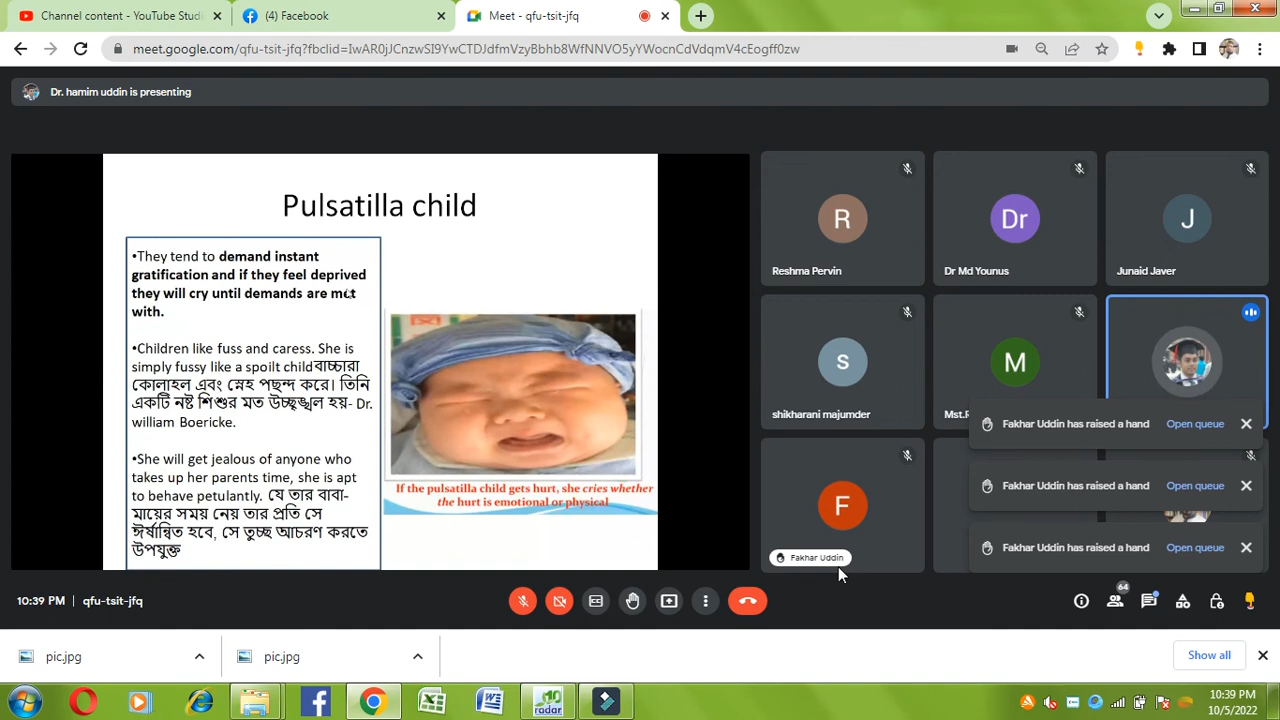 Channel content - YouTube Studi
(4) Facebook
Meet - qfu-tsit-jfq
meet.google.com/qfu-tsit-jfq?fbclid=IwAR0jJCnzwSI9YwCTDJdfmVzyBbhb8WfNNVO5yYWocnCdVdqmV4cEogff0zw
Dr. hamim uddin is presenting
Pulsatilla child
•They tend to demand instant
gratification and if they feel deprived
they will cry until demands are met
with.
•Children like fuss and caress. She is
simply fussy like a spoilt childবাচ্চারা
কোলাহল এবং স্নেহ পছন্দ করে। তিনি
একটি নষ্ট শিশুর মত উচ্ছৃঙ্খল হয়- Dr.
william Boericke.
•She will get jealous of anyone who
takes up her parents time, she is apt
to behave petulantly. যে তার বাবা-
মায়ের সময় নেয় তার প্রতি সে
ঈর্ষান্বিত হবে, সে তুচ্ছ আচরণ করতে
উপযুক্ত
If the pulsatilla child gets hurt, she cries whether
the hurt is emotional or physical
R
Reshma Pervin
Dr
Dr Md Younus
J
Junaid Javer
s
shikharani majumder
M
Mst.R
F
Fakhar Uddin
Fakhar Uddin has raised a hand
Open queue
Fakhar Uddin has raised a hand
Open queue
Fakhar Uddin has raised a hand
Open queue
10:39 PM | qfu-tsit-jfq
64
pic.jpg
pic.jpg
Show all
10
radar
10:39 PM
10/5/2022